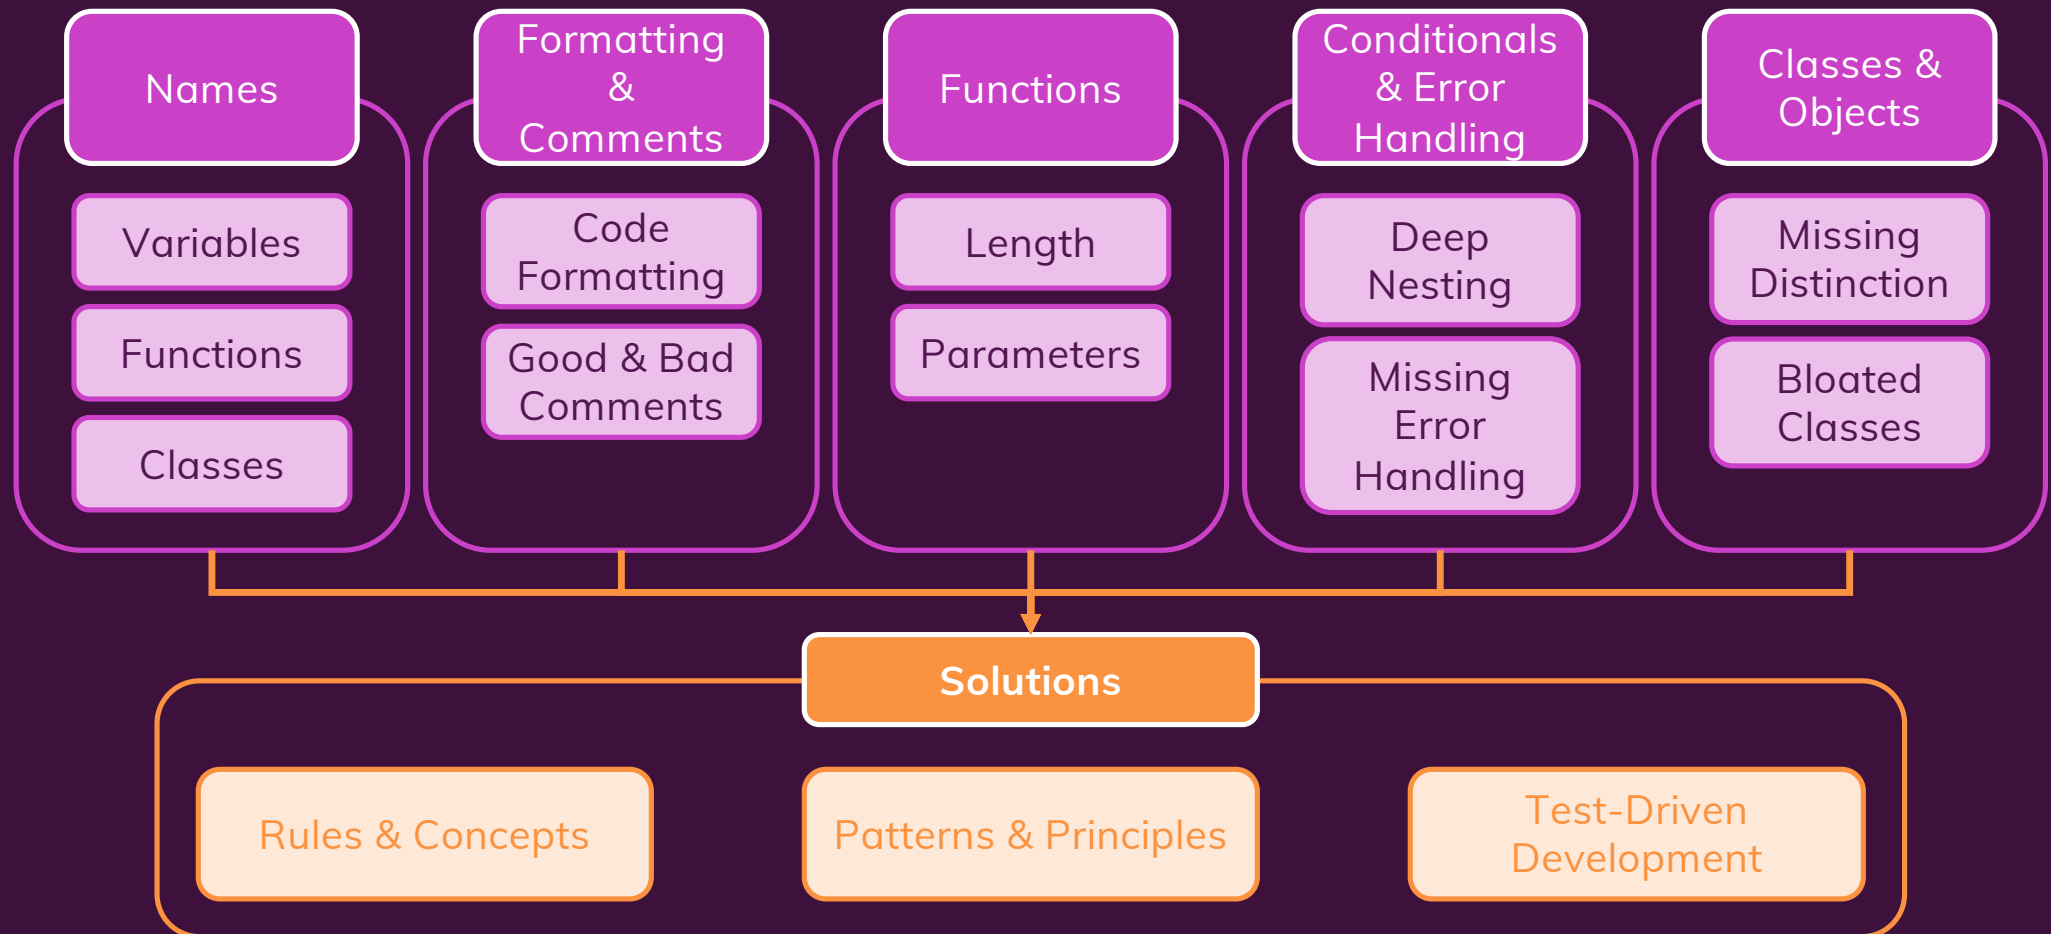 Names
Variables
Functions
Classes
Formatting
&
Comments
Code
Formatting
Good & Bad
Comments
Functions
Length
Parameters
Conditionals
& Error
Handling
Deep
Nesting
Missing
Error
Handling
Classes &
Objects
Missing
Distinction
Bloated
Classes
Solutions
Rules & Concepts
Patterns & Principles
Test-Driven
Development